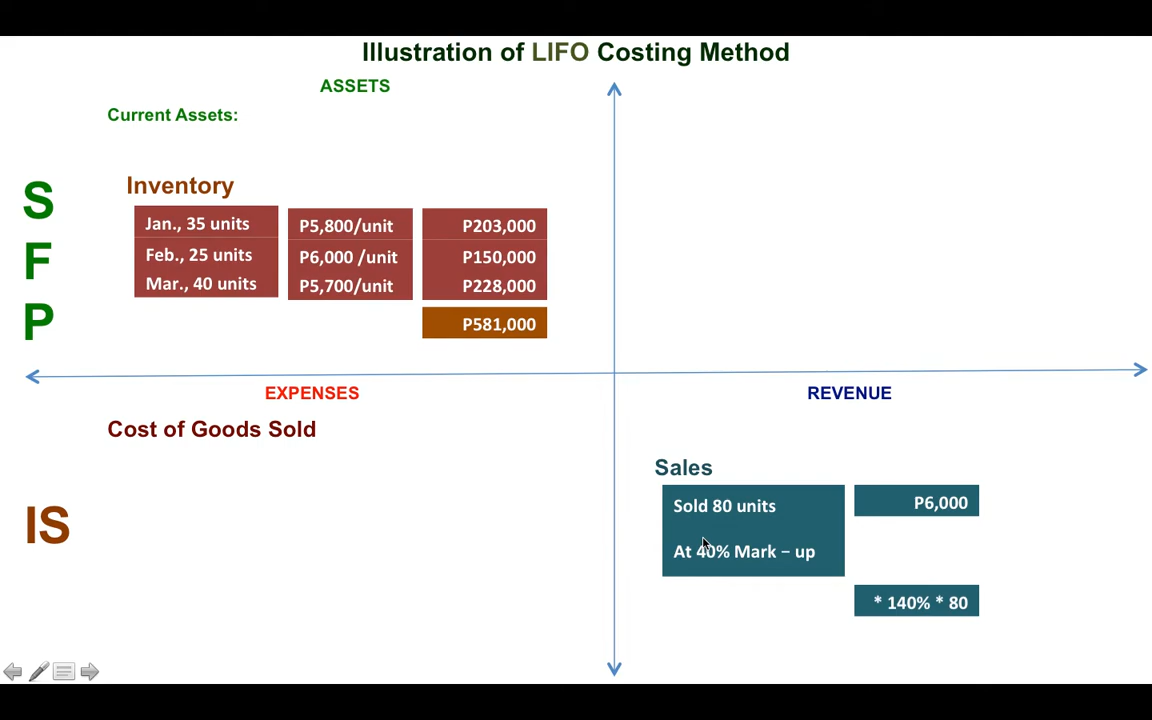 Illustration of LIFO Costing Method
ASSETS
Current Assets:
Inventory
Jan., 35 units P5,800/unit P203,000
Feb., 25 units P6,000 /unit P150,000
Mar., 40 units P5,700/unit P228,000
P581,000
S
F
P
EXPENSES
REVENUE
Cost of Goods Sold
IS
Sales
Sold 80 units P6,000
At 40% Mark – up
* 140% * 80